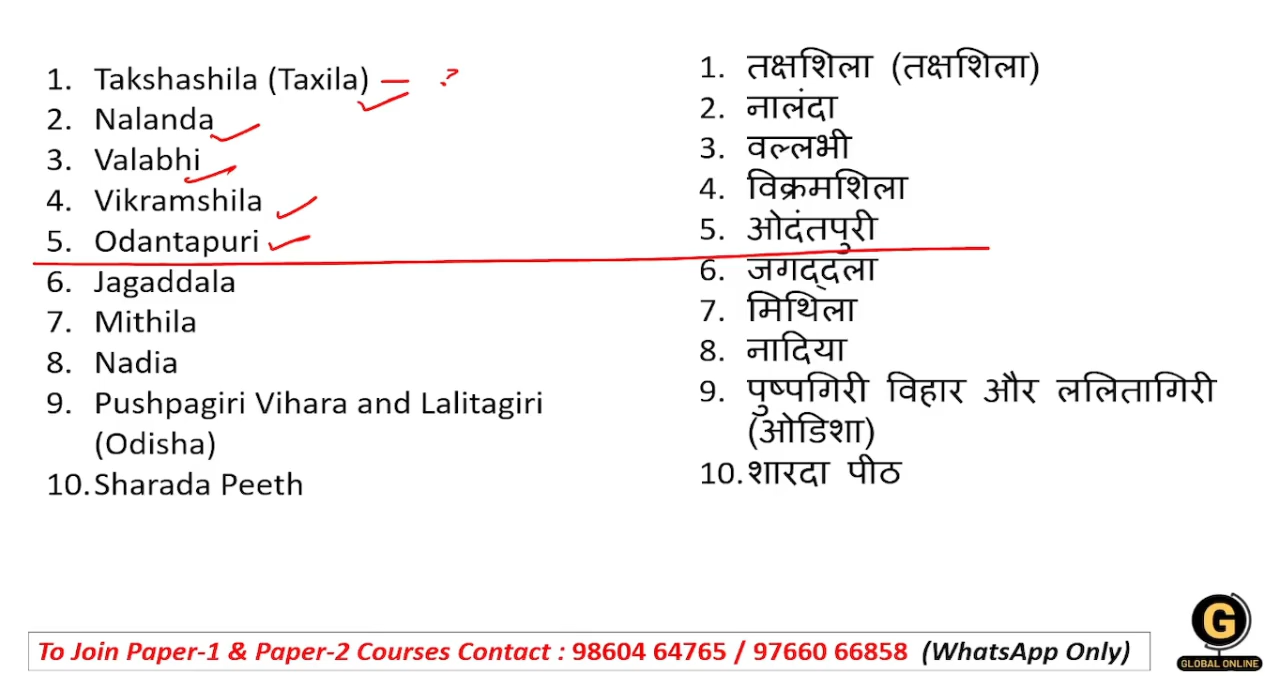 1. Takshashila (Taxila) – ?
2. Nalanda
3. Valabhi
4. Vikramshila
5. Odantapuri
6. Jagaddala
7. Mithila
8. Nadia
9. Pushpagiri Vihara and Lalitagiri
(Odisha)
10. Sharada Peeth
1. तक्षशिला (तक्षशिला)
2. नालंदा
3. वल्लभी
4. विक्रमशिला
5. ओदंतपुरी
6. जगद्दला
7. मिथिला
8. नादिया
9. पुष्पगिरी विहार और ललितागिरी
(ओडिशा)
10. शारदा पीठ
To Join Paper-1 & Paper-2 Courses Contact : 98604 64765 / 97660 66858 (WhatsApp Only)
G
GLOBAL ONLINE